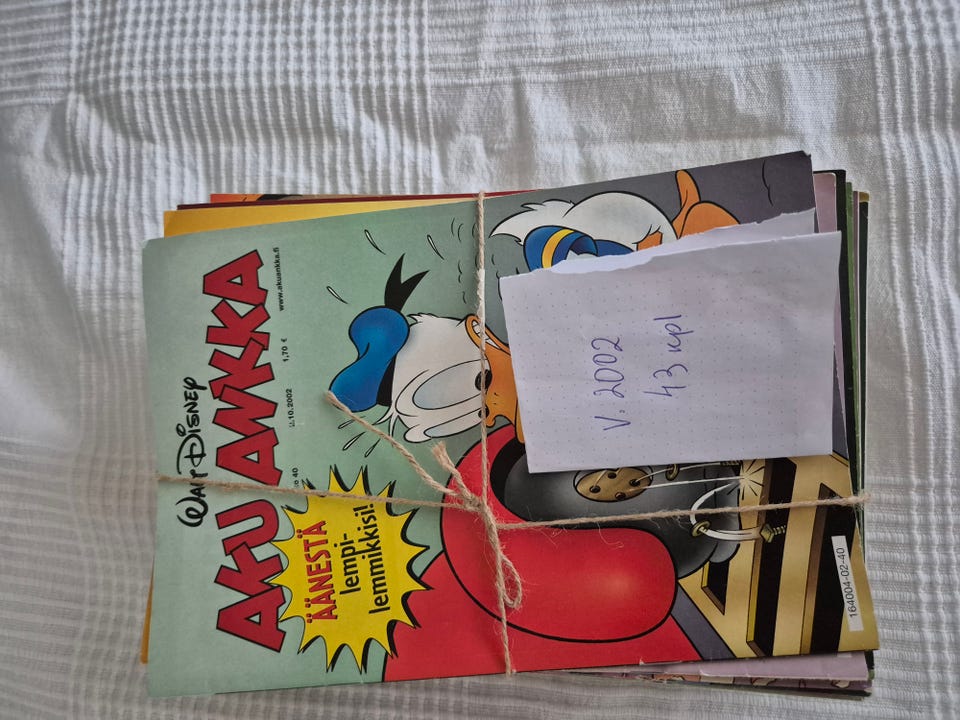 WALT DISNEY
AKU ANKKA
40
2.10.2002
1,70 €
www.akuankka.fi
ÄÄNESTÄ
lempi-
lemmikkisi!
V. 2002
43 kpl
164004-02-40